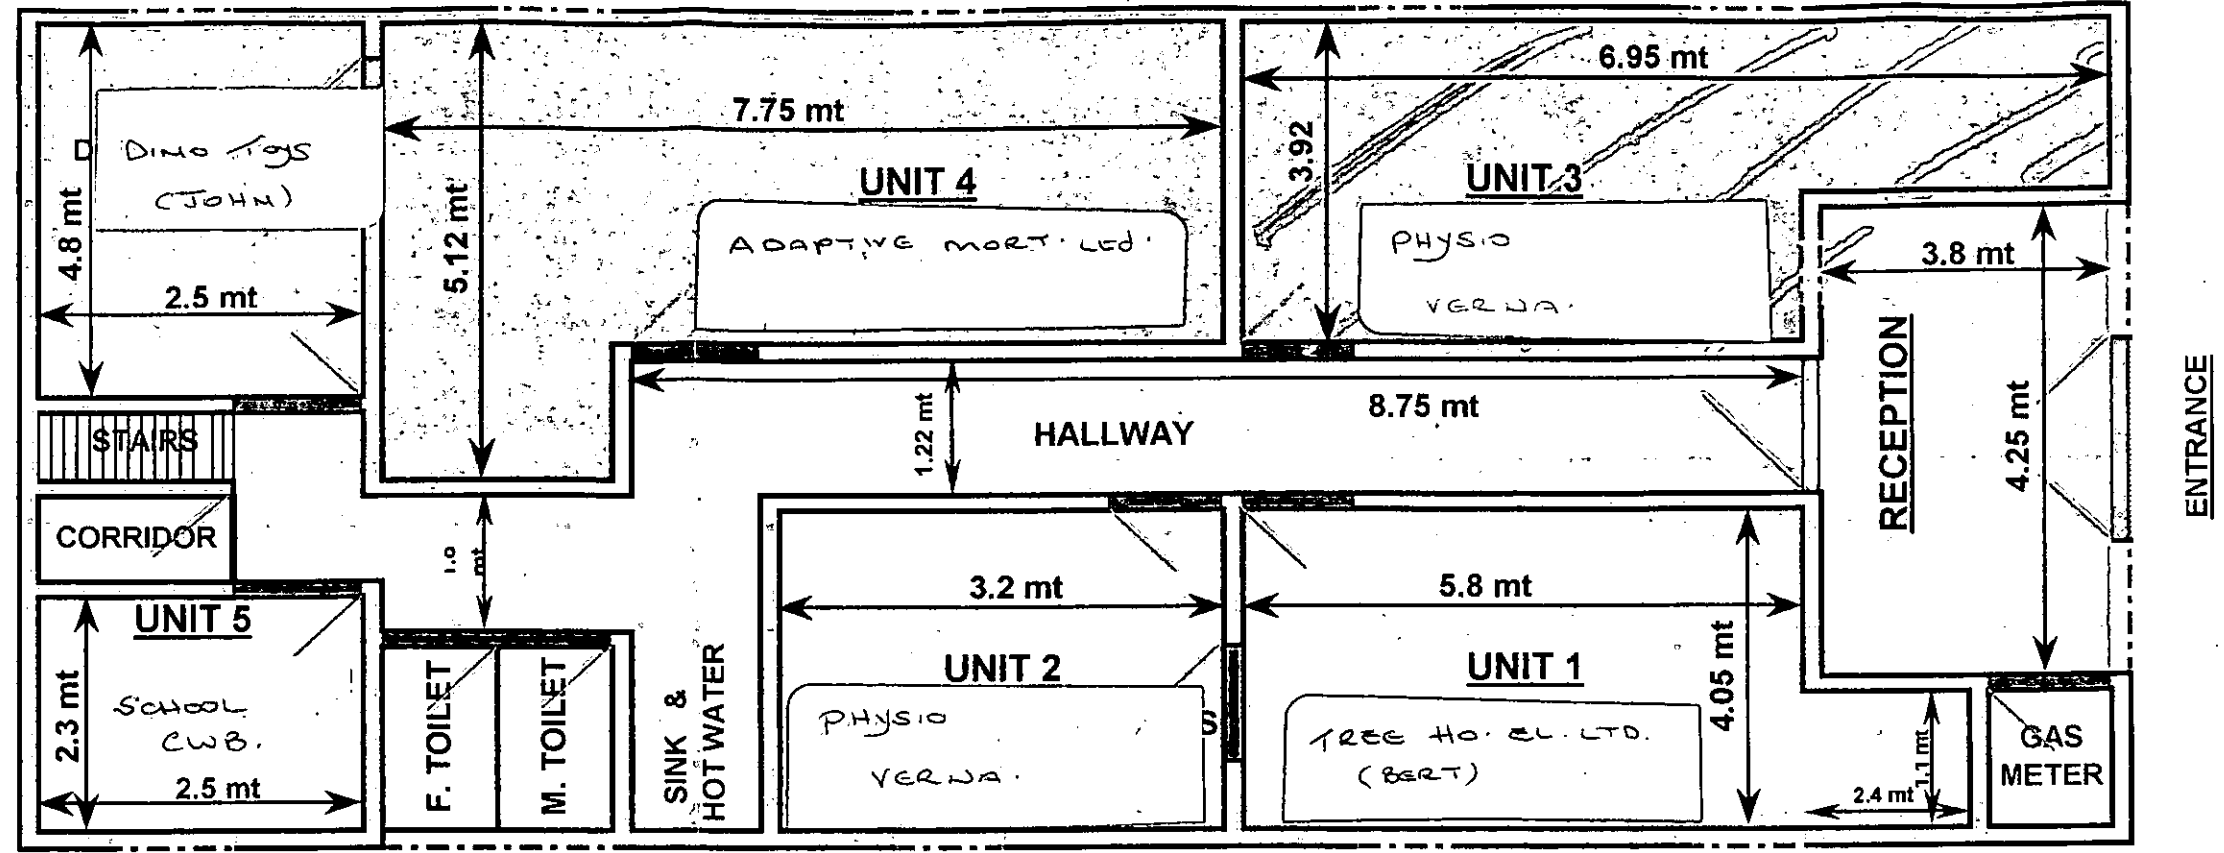 4.8 mt
2.5 mt
D
DINO TOYS
(JOHN)
7.75 mt
5.12 mt
UNIT 4
ADAPTIVE MORT. LED.
6.95 mt
3.92
UNIT 3
PHYSIO
VERNA.
3.8 mt
RECEPTION
4.25 mt
ENTRANCE
STAIRS
CORRIDOR
1.22 mt
HALLWAY
8.75 mt
mt
UNIT 5
2.3 mt
SCHOOL
CWB.
2.5 mt
F. TOILET
M. TOILET
SINK &
HOT WATER
3.2 mt
UNIT 2
PHYSIO
VERNA.
S
5.8 mt
UNIT 1
4.05 mt
TREE HO. EL. LTD.
(BERT)
1.1 mt
2.4 mt
GAS
METER